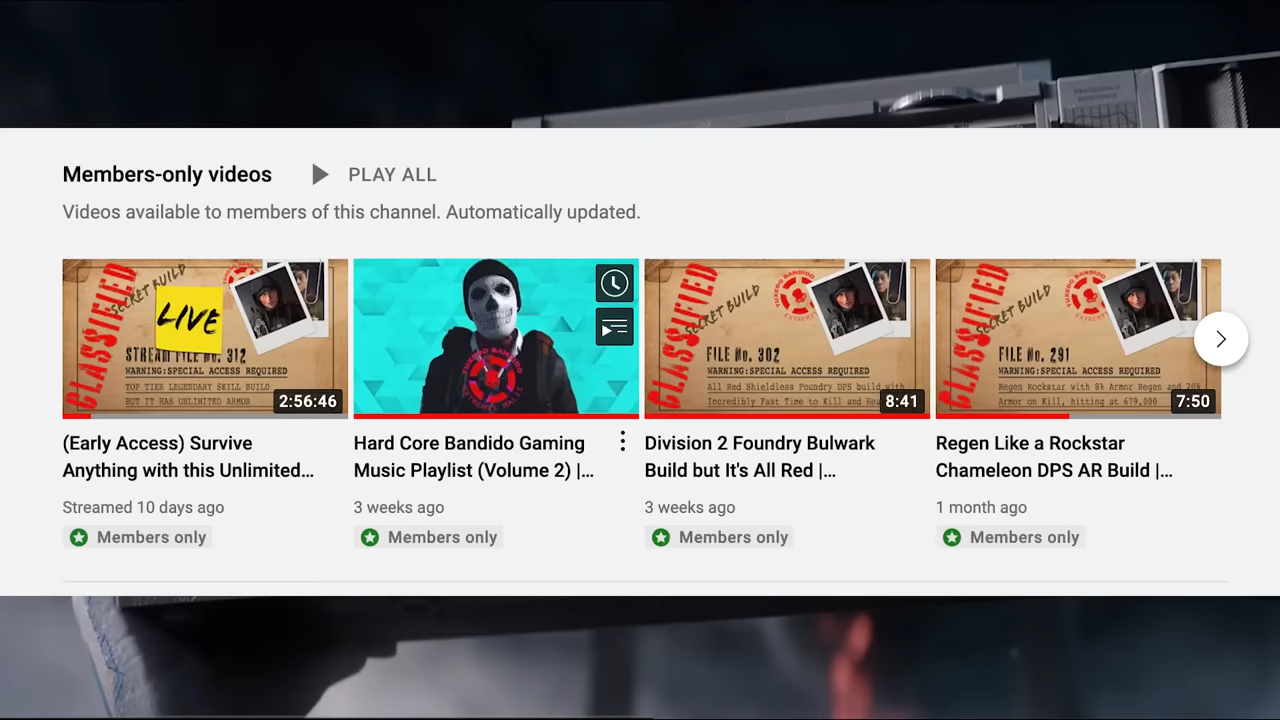 Members-only videos
PLAY ALL
Videos available to members of this channel. Automatically updated.
CLASSIFIED
SECRET BUILD
LIVE
STREAM FILE No. 312
WARNING:SPECIAL ACCESS REQUIRED
TOP TIER LEGENDARY SKILL BUILD
BUT IT HAS UNLIMITED ARMOR
2:56:46
TUXEDO BANDIDO
CLASSIFIED
SECRET BUILD
TUXEDO BANDIDO
EXTREME
FILE No. 302
WARNING:SPECIAL ACCESS REQUIRED
All Red Shieldless Foundry DPS build with
Incredibly Fast Time to Kill and
8:41
CLASSIFIED
SECRET BUILD
TUXEDO BANDIDO
FILE No. 291
WARNING:SPECIAL ACCESS REQUIRED
Regen Rockstar with 8% Armor Regen and 20%
Armor on Kill, hitting at 679,000
7:50
(Early Access) Survive
Anything with this Unlimited...
Streamed 10 days ago
Members only
Hard Core Bandido Gaming
Music Playlist (Volume 2) |...
3 weeks ago
Members only
Division 2 Foundry Bulwark
Build but It's All Red |...
3 weeks ago
Members only
Regen Like a Rockstar
Chameleon DPS AR Build |...
1 month ago
Members only